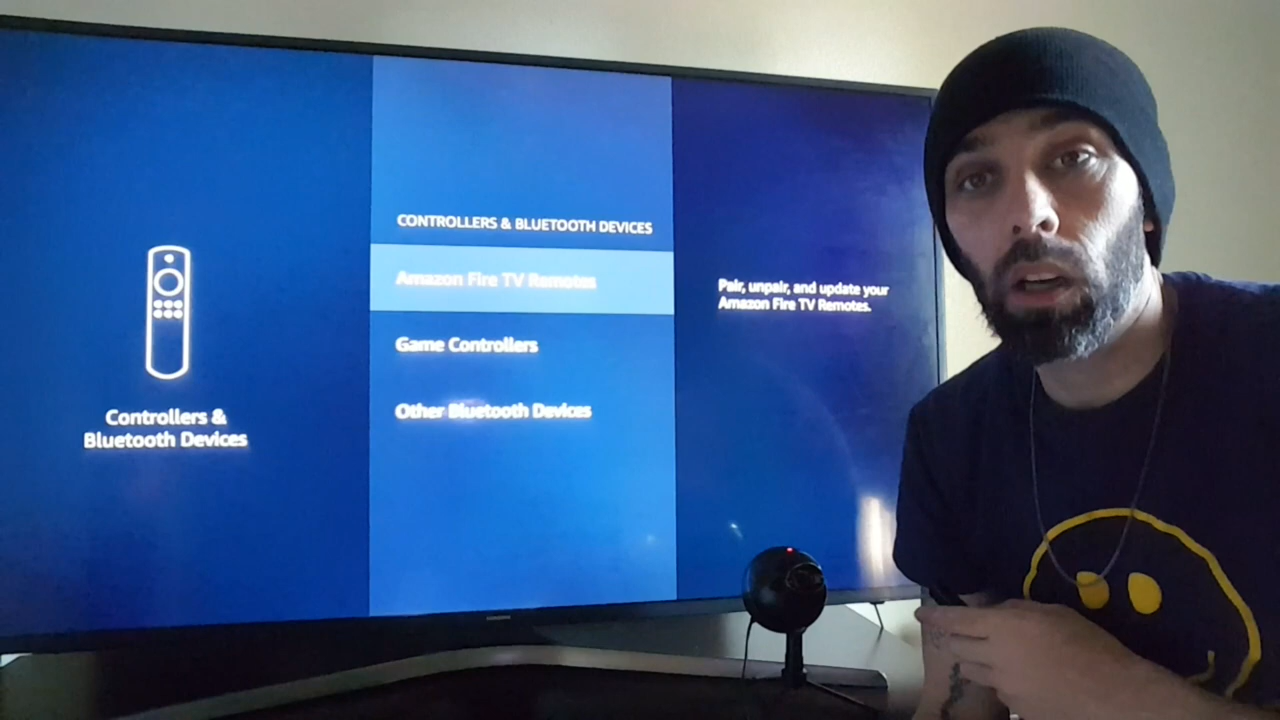 CONTROLLERS & BLUETOOTH DEVICES
Amazon Fire TV Remotes
Game Controllers
Other Bluetooth Devices
Controllers &
Bluetooth Devices
Pair, unpair, and update your
Amazon Fire TV Remotes.
SAMSUNG